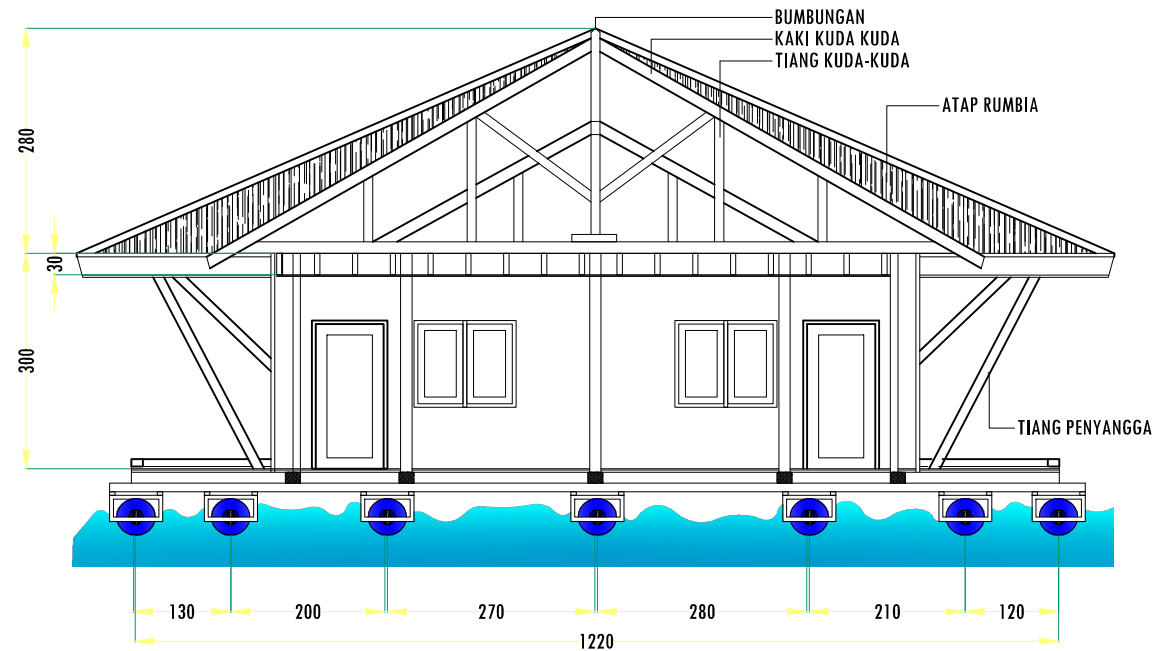 BUMBUNGAN
KAKI KUDA KUDA
TIANG KUDA-KUDA
ATAP RUMBIA
280
30
300
TIANG PENYANGGA
130
200
270
280
210
120
1220